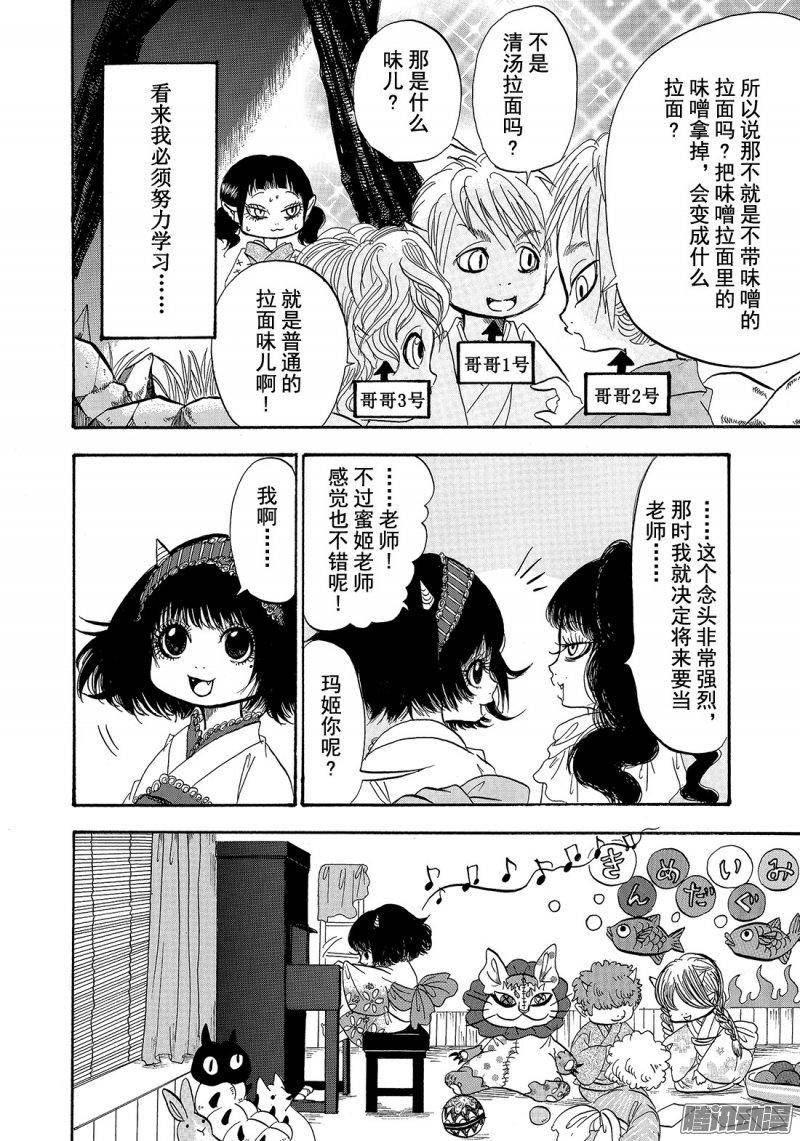 所以说那不就是不带味噌的
拉面吗？把味噌拉面里的
味噌拿掉，会变成什么
拉面？
不是
清汤拉面吗？
那是什么
味儿？
哥哥1号
哥哥2号
哥哥3号
就是普通的
拉面味儿啊！
看来我必须努力学习……
……这个念头非常强烈，
那时我就决定将来要当
老师……
……老师！
不过蜜姬老师
感觉也不错呢！
玛姬你呢？
我啊……
きめいみ
んだぐ
腾讯动漫